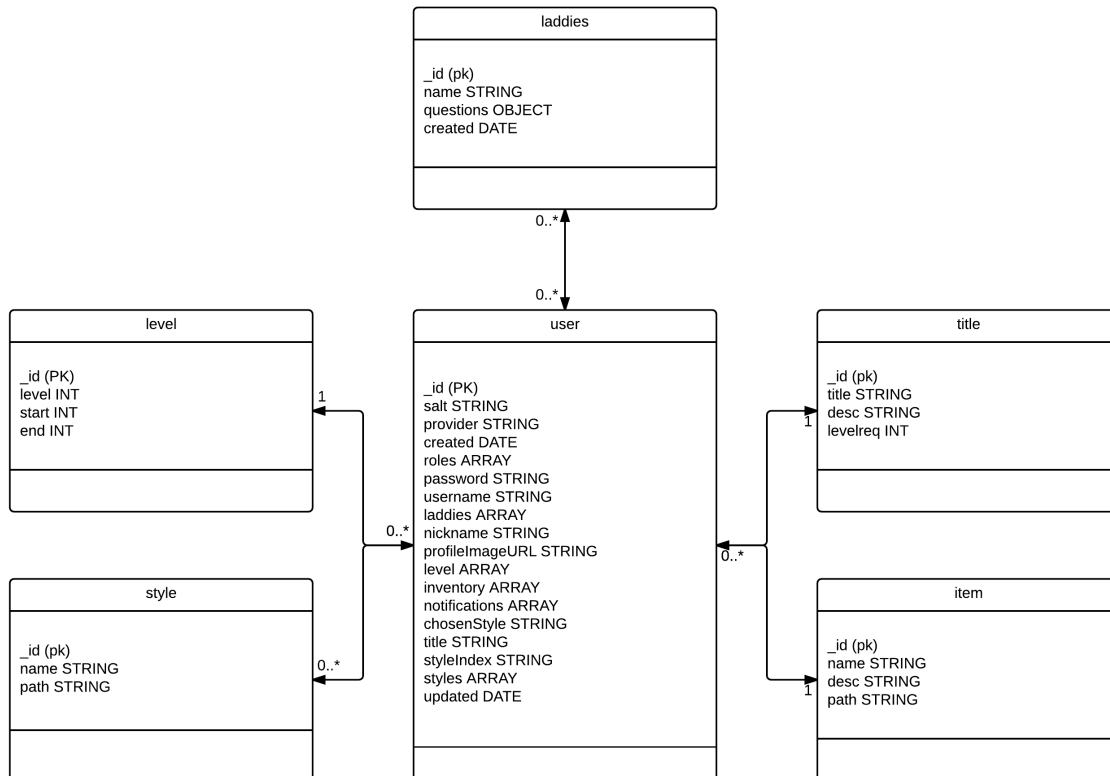 laddies
_id (pk)
name STRING
questions OBJECT
created DATE
0..*
0..*
level
_id (PK)
level INT
start INT
end INT
1
user
_id (PK)
salt STRING
provider STRING
created DATE
roles ARRAY
password STRING
username STRING
laddies ARRAY
nickname STRING
profileImageURL STRING
level ARRAY
inventory ARRAY
notifications ARRAY
chosenStyle STRING
title STRING
styleIndex STRING
styles ARRAY
updated DATE
0..*
0..*
title
_id (pk)
title STRING
desc STRING
levelreq INT
1
style
_id (pk)
name STRING
path STRING
0..*
item
_id (pk)
name STRING
desc STRING
path STRING
1